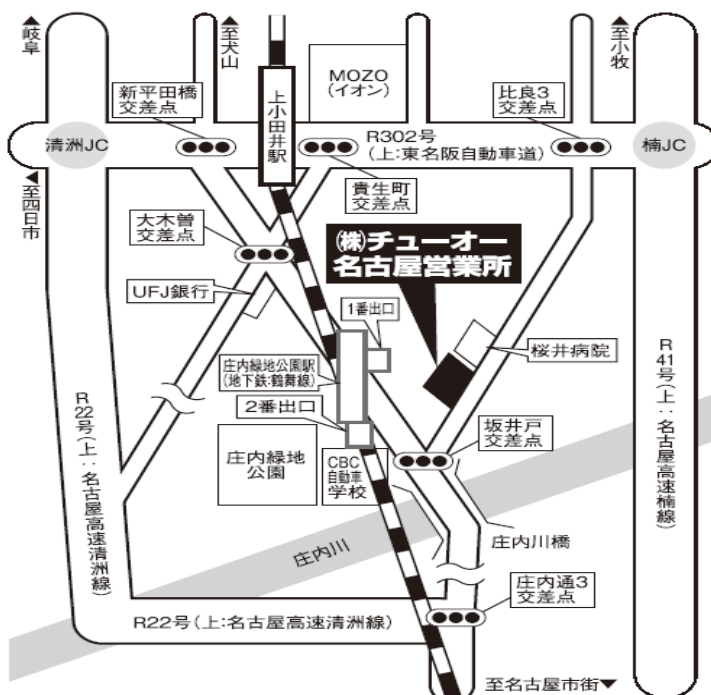 ▲至岐阜
▲至犬山
▲至小牧
MOZO
(イオン)
新平田橋
交差点
上小田井駅
比良3
交差点
清洲JC
R302号
(上:東名阪自動車道)
楠JC
▲至四日市
貴生町
交差点
大木曽
交差点
㈱チューオー
名古屋営業所
UFJ銀行
1番出口
桜井病院
庄内緑地公園駅
(地下鉄:鶴舞線)
R22号(上:名古屋高速清洲線)
R41号(上:名古屋高速楠線)
2番出口
坂井戸
交差点
庄内緑地
公園
CBC
自動車
学校
庄内川
庄内川橋
庄内通3
交差点
R22号(上:名古屋高速清洲線)
至名古屋市街▼